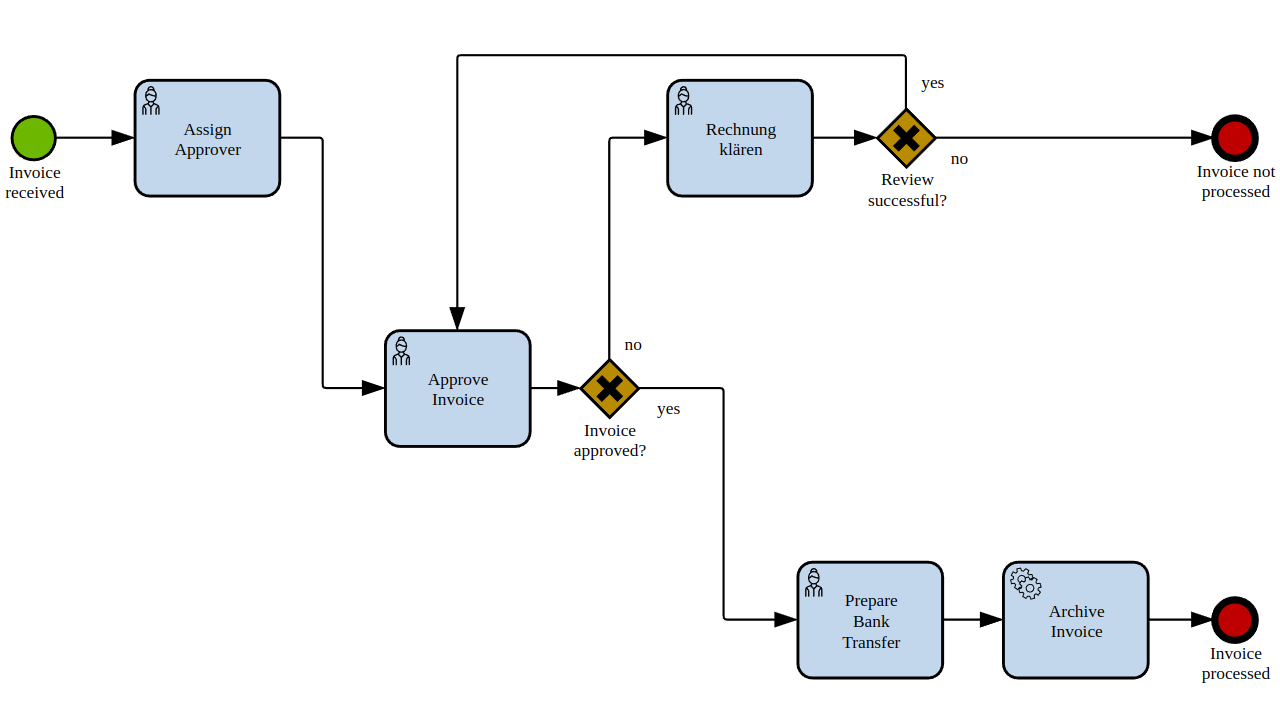 yes
Assign
Approver
Rechnung
klären
no
Invoice
received
Review
successful?
Invoice not
processed
no
Approve
Invoice
yes
Invoice
approved?
Prepare
Bank
Transfer
Archive
Invoice
Invoice
processed